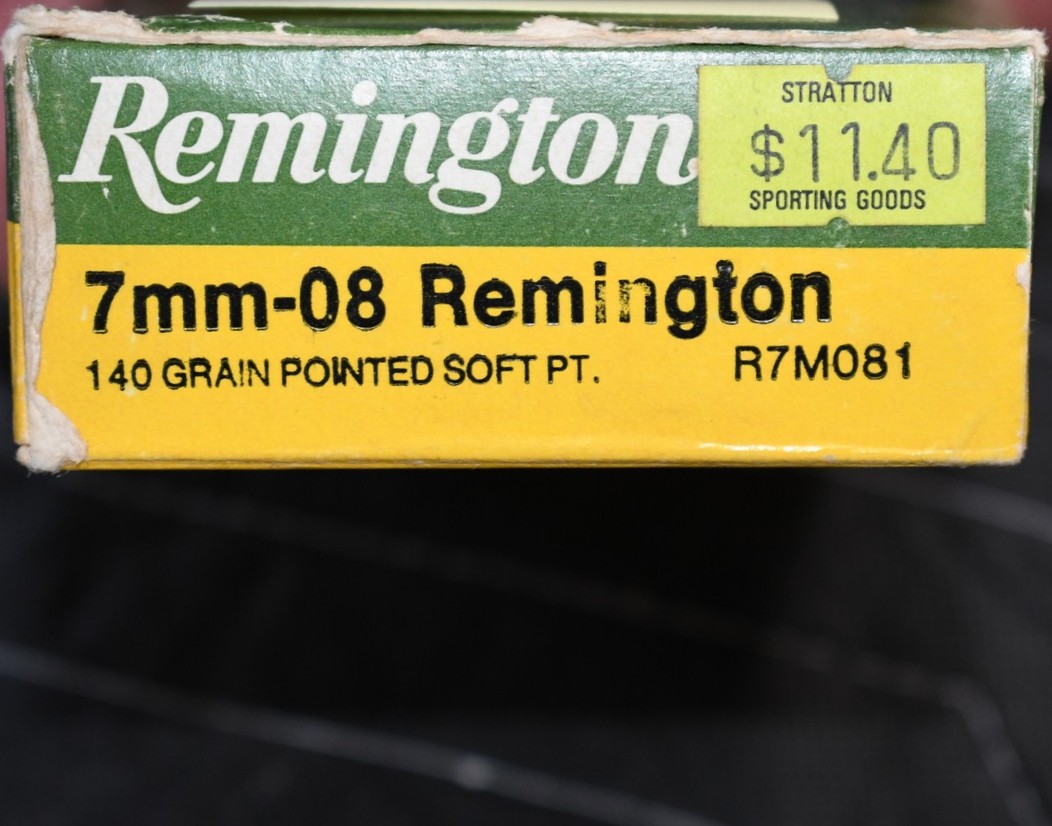 Remington
STRATTON
$11.40
SPORTING GOODS
7mm-08 Remington
140 GRAIN POINTED SOFT PT.
R7M081